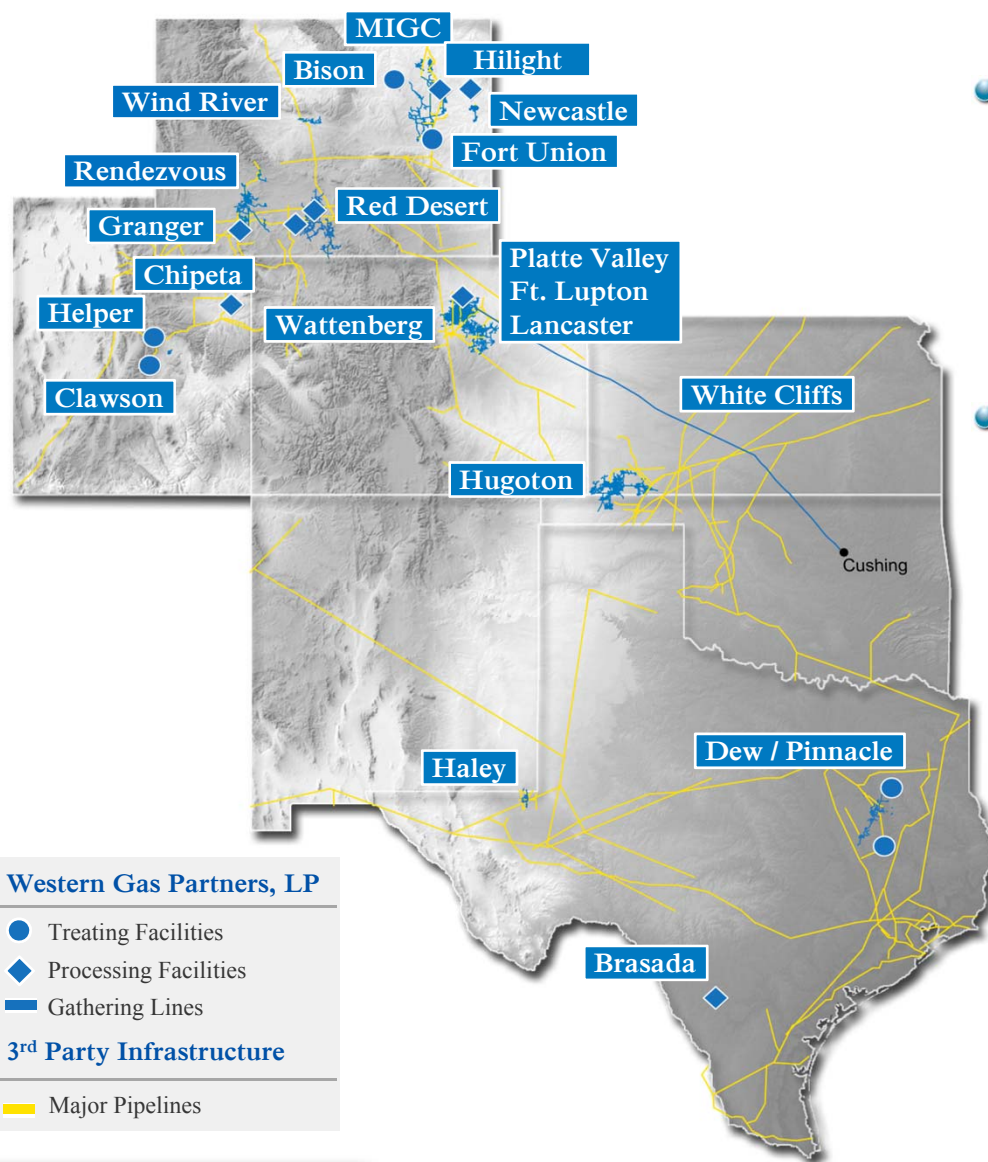 MIGC
Hilight
Bison
Wind River
Newcastle
Fort Union
Rendezvous
Red Desert
Granger
Chipeta
Platte Valley
Ft. Lupton
Lancaster
Helper
Wattenberg
Clawson
White Cliffs
Hugoton
Cushing
Dew / Pinnacle
Haley
Brasada
Western Gas Partners, LP
Treating Facilities
Processing Facilities
Gathering Lines
3rd Party Infrastructure
Major Pipelines